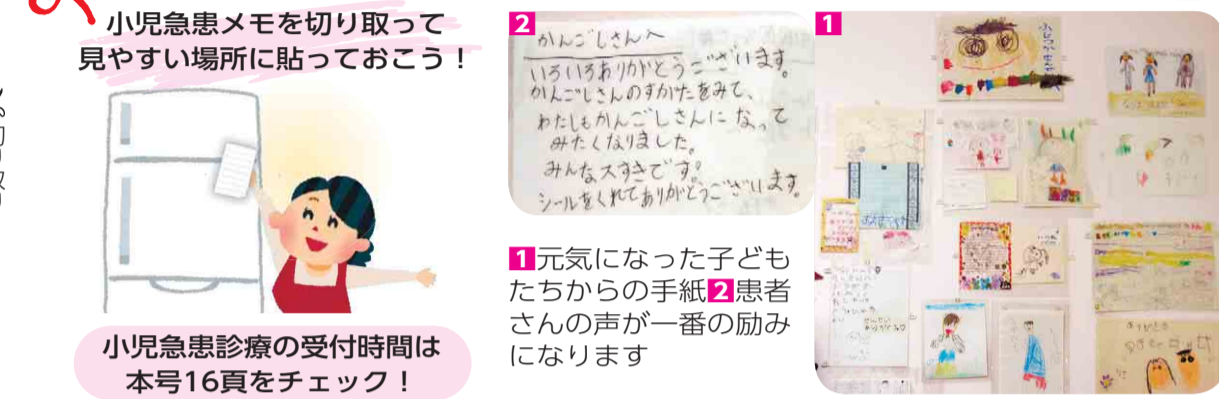 小児急患メモを切り取って
見やすい場所に貼っておこう！
小児急患診療の受付時間は
本号16頁をチェック！
2
かんごしさんへ
いろいろありがとうございます。
かんごしさんのすがたをみて、
わたしもかんごしさんになって
みたくなりました。
みんな大すきです。
シールをくれてありがとうございます。
1
1元気になった子ども
たちからの手紙2患者
さんの声が一番の励み
になります